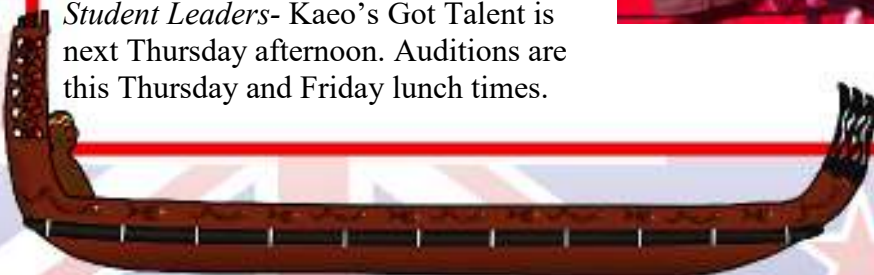 Student Leaders- Kaeo’s Got Talent is
next Thursday afternoon. Auditions are
this Thursday and Friday lunch times.